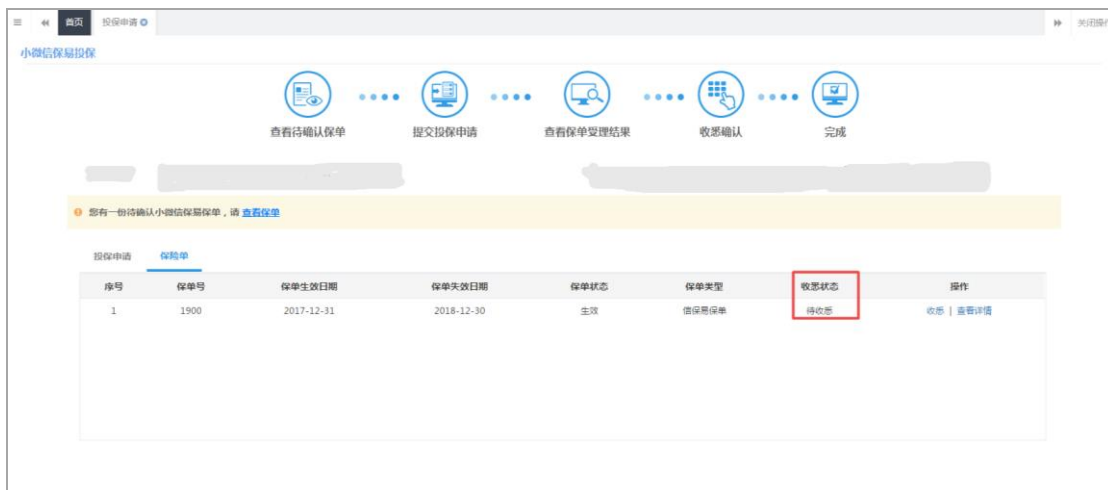 首页 投保申请 关闭操作
小微信保易投保
查看待确认保单 提交投保申请 查看保单受理结果 收悉确认 完成
您有一份待确认小微信保易保单，请 查看保单
投保申请 保险单
序号 保单号 保单生效日期 保单失效日期 保单状态 保单类型 收悉状态 操作
1 1900 2017-12-31 2018-12-30 生效 信保易保单 待收悉 收悉 | 查看详情